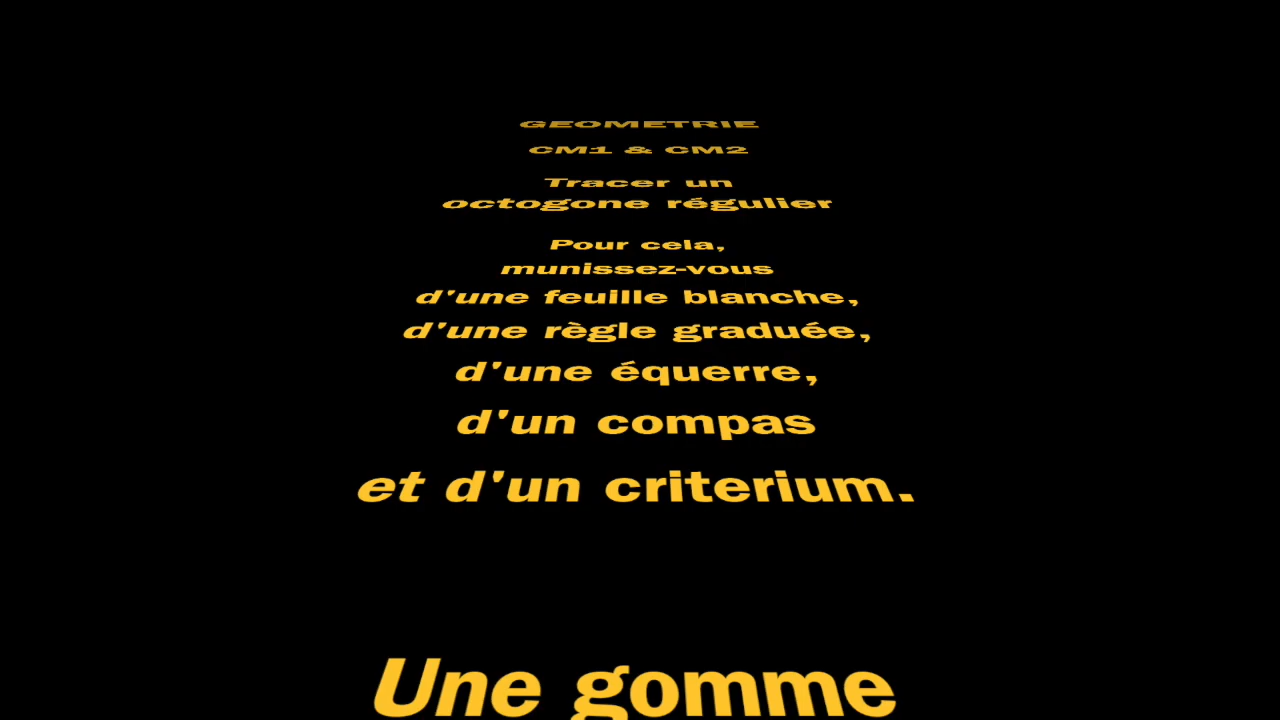 GEOMETRIE
CM1 & CM2
Tracer un
octogone régulier
Pour cela,
munissez-vous
d'une feuille blanche,
d'une règle graduée,
d'une équerre,
d'un compas
et d'un criterium.
Une gomme